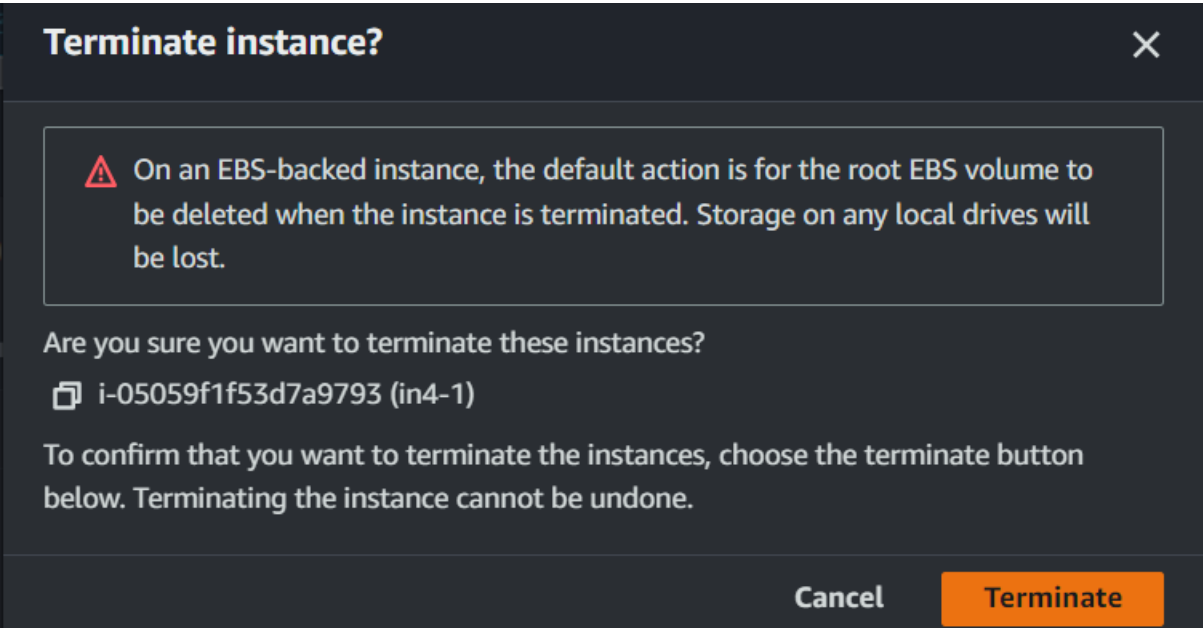 Terminate instance?
On an EBS-backed instance, the default action is for the root EBS volume to
be deleted when the instance is terminated. Storage on any local drives will
be lost.
Are you sure you want to terminate these instances?
i-05059f1f53d7a9793 (in4-1)
To confirm that you want to terminate the instances, choose the terminate button
below. Terminating the instance cannot be undone.
Cancel Terminate